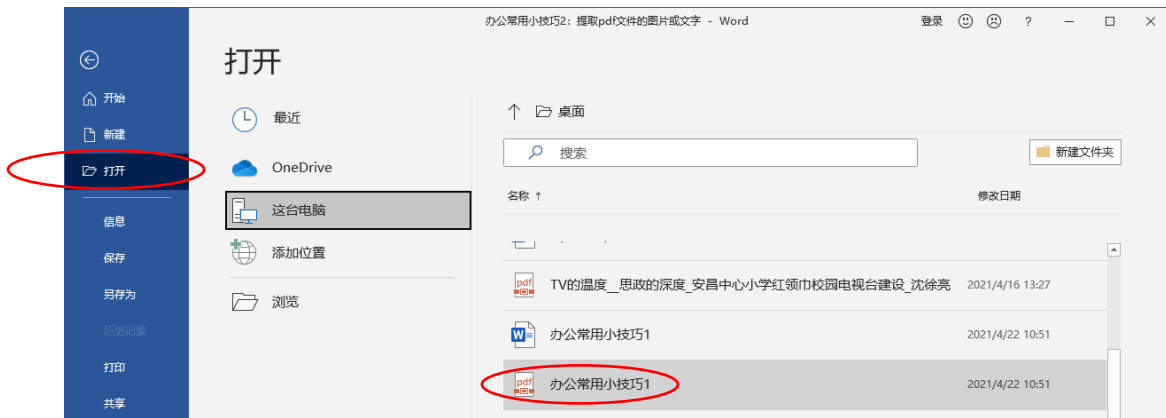 办公常用小技巧2：提取pdf文件的图片或文字 - Word
登录
?
打开
开始
新建
打开
信息
保存
另存为
历史记录
打印
共享
最近
OneDrive
这台电脑
添加位置
浏览
桌面
搜索
新建文件夹
名称 ↑
修改日期
pdf
TV的温度__思政的深度_安昌中心小学红领巾校园电视台建设_沈徐亮
2021/4/16 13:27
W
办公常用小技巧1
2021/4/22 10:51
pdf
办公常用小技巧1
2021/4/22 10:51